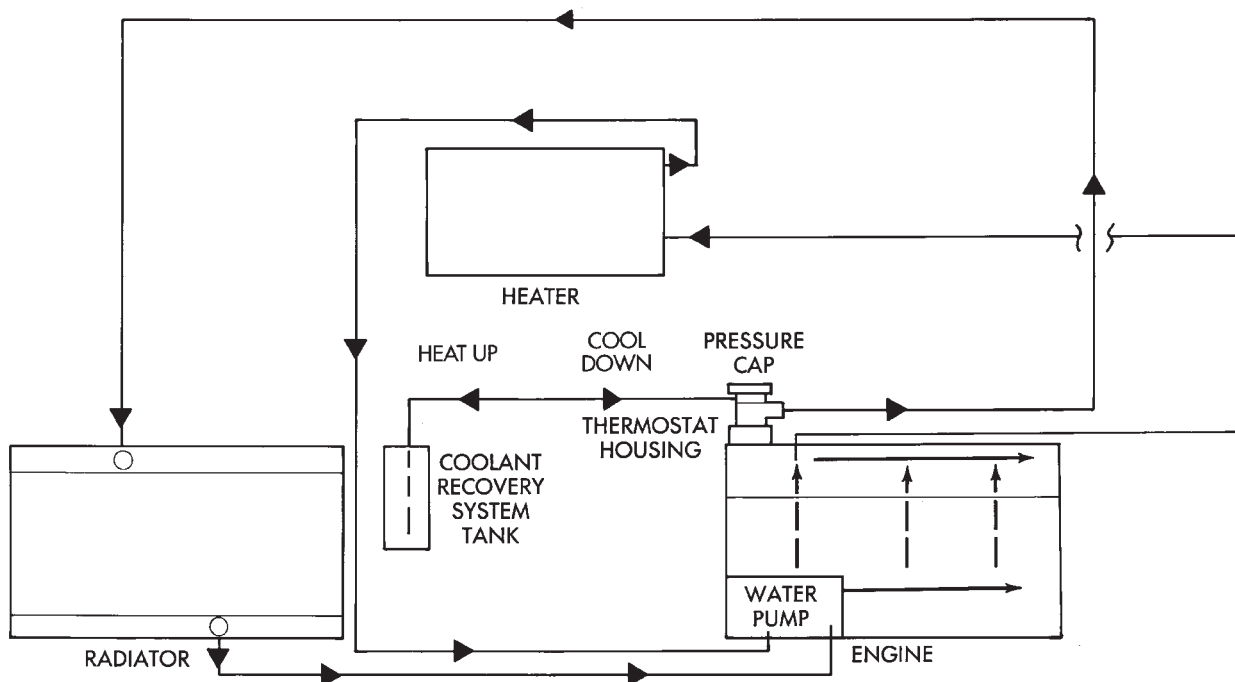 HEATER
HEAT UP
COOL
DOWN
PRESSURE
CAP
THERMOSTAT
HOUSING
COOLANT
RECOVERY
SYSTEM
TANK
WATER
PUMP
RADIATOR
ENGINE